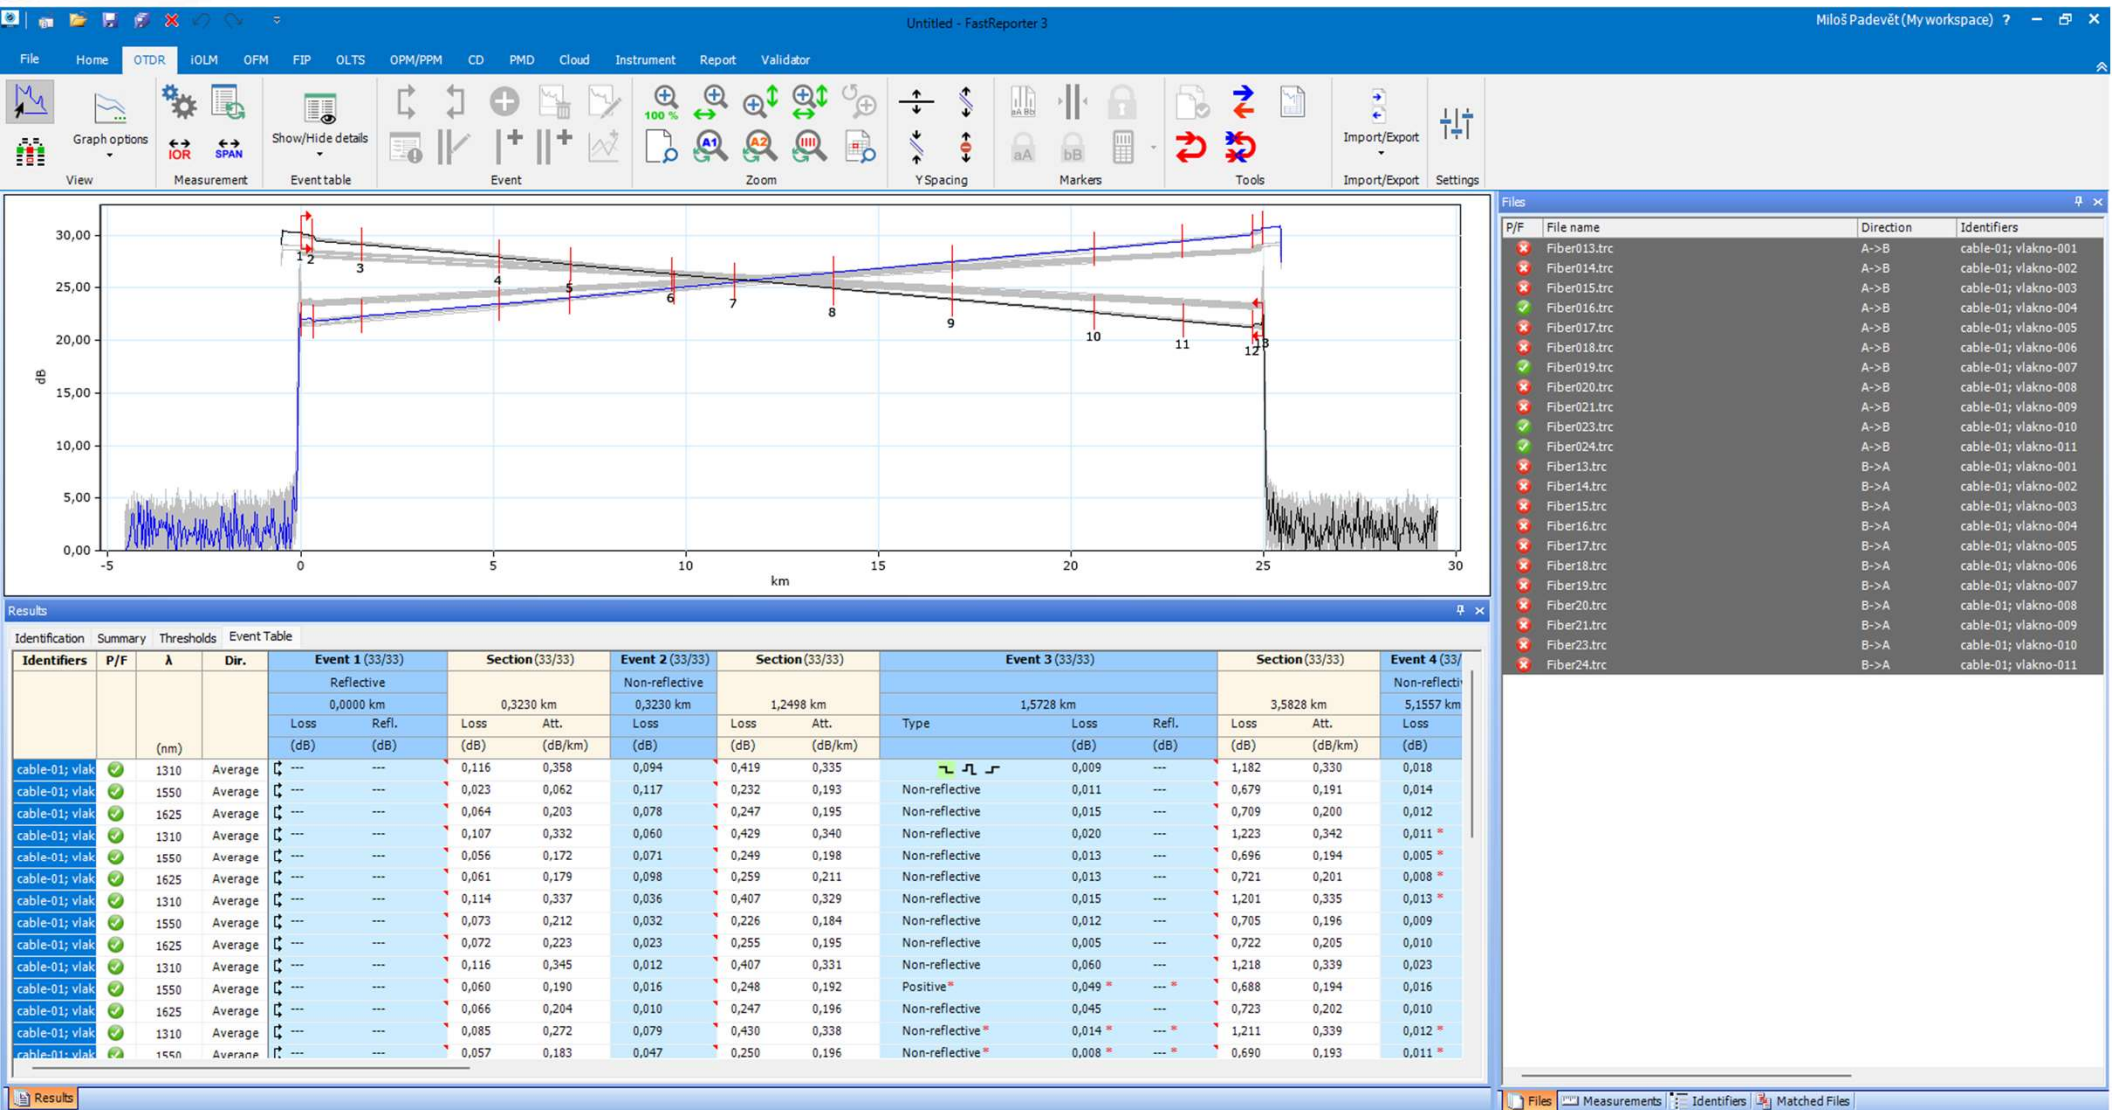 Untitled - FastReporter 3
Miloš Padevět (My workspace) ?
File Home OTDR iOLM OFM FIP OLTS OPM/PPM CD PMD Cloud Instrument Report Validator
Graph options
IOR SPAN
Show/Hide details
100 %
A1 A2
aA Bb
aA bB
Import/Export
View Measurement Event table Event Zoom Y Spacing Markers Tools Import/Export Settings
30,00
25,00
20,00
15,00
10,00
5,00
0,00
dB
1 2 3 4 5 6 7 8 9 10 11 12 13
-5 0 5 10 15 20 25 30
km
Files
P/F File name Direction Identifiers
Fiber013.trc A->B cable-01; vlakno-001
Fiber014.trc A->B cable-01; vlakno-002
Fiber015.trc A->B cable-01; vlakno-003
Fiber016.trc A->B cable-01; vlakno-004
Fiber017.trc A->B cable-01; vlakno-005
Fiber018.trc A->B cable-01; vlakno-006
Fiber019.trc A->B cable-01; vlakno-007
Fiber020.trc A->B cable-01; vlakno-008
Fiber021.trc A->B cable-01; vlakno-009
Fiber023.trc A->B cable-01; vlakno-010
Fiber024.trc A->B cable-01; vlakno-011
Fiber13.trc B->A cable-01; vlakno-001
Fiber14.trc B->A cable-01; vlakno-002
Fiber15.trc B->A cable-01; vlakno-003
Fiber16.trc B->A cable-01; vlakno-004
Fiber17.trc B->A cable-01; vlakno-005
Fiber18.trc B->A cable-01; vlakno-006
Fiber19.trc B->A cable-01; vlakno-007
Fiber20.trc B->A cable-01; vlakno-008
Fiber21.trc B->A cable-01; vlakno-009
Fiber23.trc B->A cable-01; vlakno-010
Fiber24.trc B->A cable-01; vlakno-011
Results
Identification Summary Thresholds Event Table
Identifiers P/F λ Dir. Event 1 (33/33) Section (33/33) Event 2 (33/33) Section (33/33) Event 3 (33/33) Section (33/33) Event 4 (33/
Reflective Non-reflective Non-reflecti
0,0000 km 0,3230 km 0,3230 km 1,2498 km 1,5728 km 3,5828 km 5,1557 km
Loss Refl. Loss Att. Loss Loss Att. Type Loss Refl. Loss Att. Loss
(nm) (dB) (dB) (dB) (dB/km) (dB) (dB) (dB/km) (dB) (dB) (dB) (dB/km) (dB)
cable-01; vlak 1310 Average --- --- 0,116 0,358 0,094 0,419 0,335 0,009 --- 1,182 0,330 0,018
cable-01; vlak 1550 Average --- --- 0,023 0,062 0,117 0,232 0,193 Non-reflective 0,011 --- 0,679 0,191 0,014
cable-01; vlak 1625 Average --- --- 0,064 0,203 0,078 0,247 0,195 Non-reflective 0,015 --- 0,709 0,200 0,012
cable-01; vlak 1310 Average --- --- 0,107 0,332 0,060 0,429 0,340 Non-reflective 0,020 --- 1,223 0,342 0,011 *
cable-01; vlak 1550 Average --- --- 0,056 0,172 0,071 0,249 0,198 Non-reflective 0,013 --- 0,696 0,194 0,005 *
cable-01; vlak 1625 Average --- --- 0,061 0,179 0,098 0,259 0,211 Non-reflective 0,013 --- 0,721 0,201 0,008 *
cable-01; vlak 1310 Average --- --- 0,114 0,337 0,036 0,407 0,329 Non-reflective 0,015 --- 1,201 0,335 0,013 *
cable-01; vlak 1550 Average --- --- 0,073 0,212 0,032 0,226 0,184 Non-reflective 0,012 --- 0,705 0,196 0,009
cable-01; vlak 1625 Average --- --- 0,072 0,223 0,023 0,255 0,195 Non-reflective 0,005 --- 0,722 0,205 0,010
cable-01; vlak 1310 Average --- --- 0,116 0,345 0,012 0,407 0,331 Non-reflective 0,060 --- 1,218 0,339 0,023
cable-01; vlak 1550 Average --- --- 0,060 0,190 0,016 0,248 0,192 Positive* 0,049 * --- * 0,688 0,194 0,016
cable-01; vlak 1625 Average --- --- 0,066 0,204 0,010 0,247 0,196 Non-reflective 0,045 --- 0,723 0,202 0,010
cable-01; vlak 1310 Average --- --- 0,085 0,272 0,079 0,430 0,338 Non-reflective* 0,014 * --- * 1,211 0,339 0,012 *
cable-01; vlak 1550 Average --- --- 0,057 0,183 0,047 0,250 0,196 Non-reflective* 0,008 * --- * 0,690 0,193 0,011 *
Results
Files Measurements Identifiers Matched Files